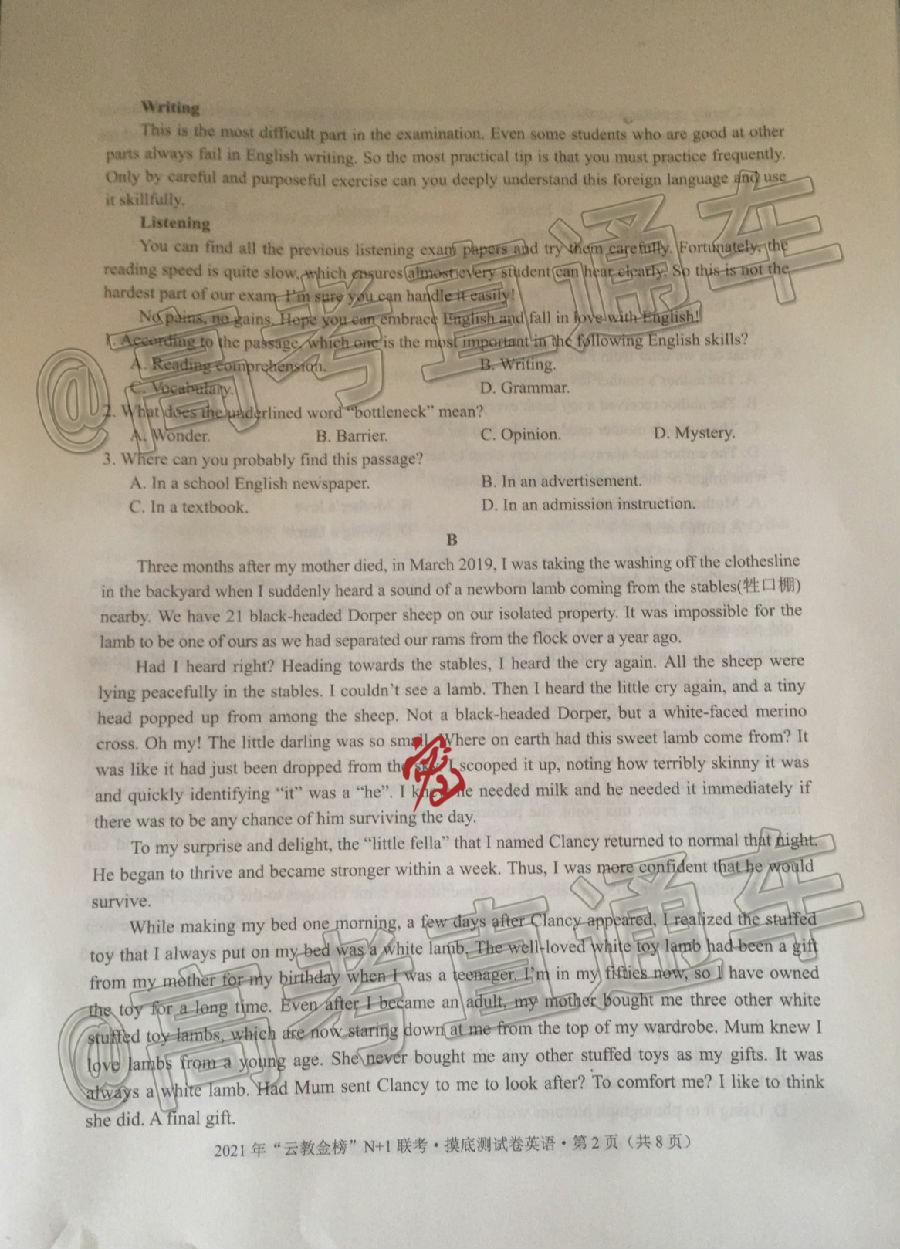 Writing
This is the most difficult part in the examination. Even some students who are good at other
parts always fail in English writing. So the most practical tip is that you must practice frequently.
Only by careful and purposeful exercise can you deeply understand this foreign language and use
it skillfully.
Listening
You can find all the previous listening exam papers and try them carefully. Fortunately, the
reading speed is quite slow, which ensures almost every student can hear clearly. So this is not the
hardest part of our exam. I'm sure you can handle it easily!
No pains, no gains. Hope you can embrace English and fall in love with English!
1. According to the passage, which one is the most important in the following English skills?
A. Reading comprehension. B. Writing.
C. Vocabulary. D. Grammar.
2. What does the underlined word "bottleneck" mean?
A. Wonder. B. Barrier. C. Opinion. D. Mystery.
3. Where can you probably find this passage?
A. In a school English newspaper. B. In an advertisement.
C. In a textbook. D. In an admission instruction.
B
Three months after my mother died, in March 2019, I was taking the washing off the clothesline
in the backyard when I suddenly heard a sound of a newborn lamb coming from the stables(牲口棚)
nearby. We have 21 black-headed Dorper sheep on our isolated property. It was impossible for the
lamb to be one of ours as we had separated our rams from the flock over a year ago.
Had I heard right? Heading towards the stables, I heard the cry again. All the sheep were
lying peacefully in the stables. I couldn't see a lamb. Then I heard the little cry again, and a tiny
head popped up from among the sheep. Not a black-headed Dorper, but a white-faced merino
cross. Oh my! The little darling was so small. Where on earth had this sweet lamb come from? It
was like it had just been dropped from the sky. I scooped it up, noting how terribly skinny it was
and quickly identifying "it" was a "he". I knew he needed milk and he needed it immediately if
there was to be any chance of him surviving the day.
To my surprise and delight, the "little fella" that I named Clancy returned to normal that night.
He began to thrive and became stronger within a week. Thus, I was more confident that he would
survive.
While making my bed one morning, a few days after Clancy appeared, I realized the stuffed
toy that I always put on my bed was a white lamb. The well-loved white toy lamb had been a gift
from my mother for my birthday when I was a teenager. I'm in my fifties now, so I have owned
the toy for a long time. Even after I became an adult, my mother bought me three other white
stuffed toy lambs, which are now staring down at me from the top of my wardrobe. Mum knew I
love lambs from a young age. She never bought me any other stuffed toys as my gifts. It was
always a white lamb. Had Mum sent Clancy to me to look after? To comfort me? I like to think
she did. A final gift.
2021 年"云教金榜"N+1 联考·摸底测试卷英语·第 2 页（共 8 页）
@高考直通车
@高考直通车